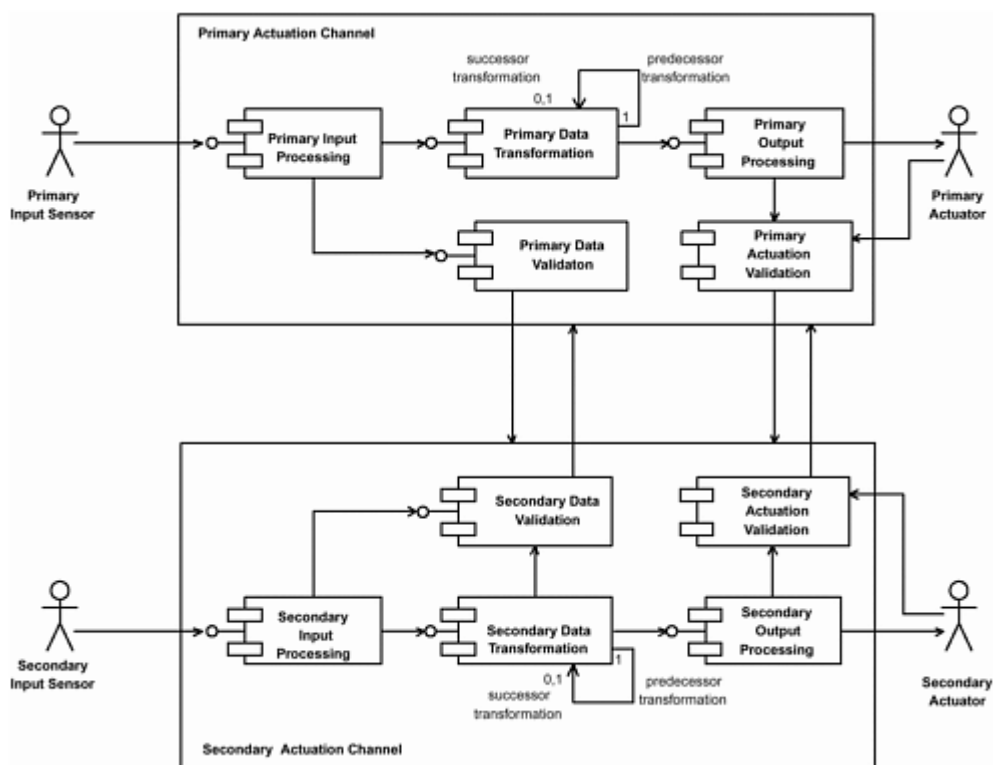 Primary Actuation Channel
successor
transformation
predecessor
transformation
0,1
1
Primary Input
Processing
Primary Data
Transformation
Primary
Output
Processing
Primary
Input Sensor
Primary
Actuator
Primary Data
Validaton
Primary
Actuation
Validation
Secondary Data
Validation
Secondary
Actuation
Validation
Secondary
Input
Processing
Secondary Data
Transformation
Secondary
Output
Processing
Secondary
Input Sensor
1
0,1
successor
transformation
predecessor
transformation
Secondary
Actuator
Secondary Actuation Channel